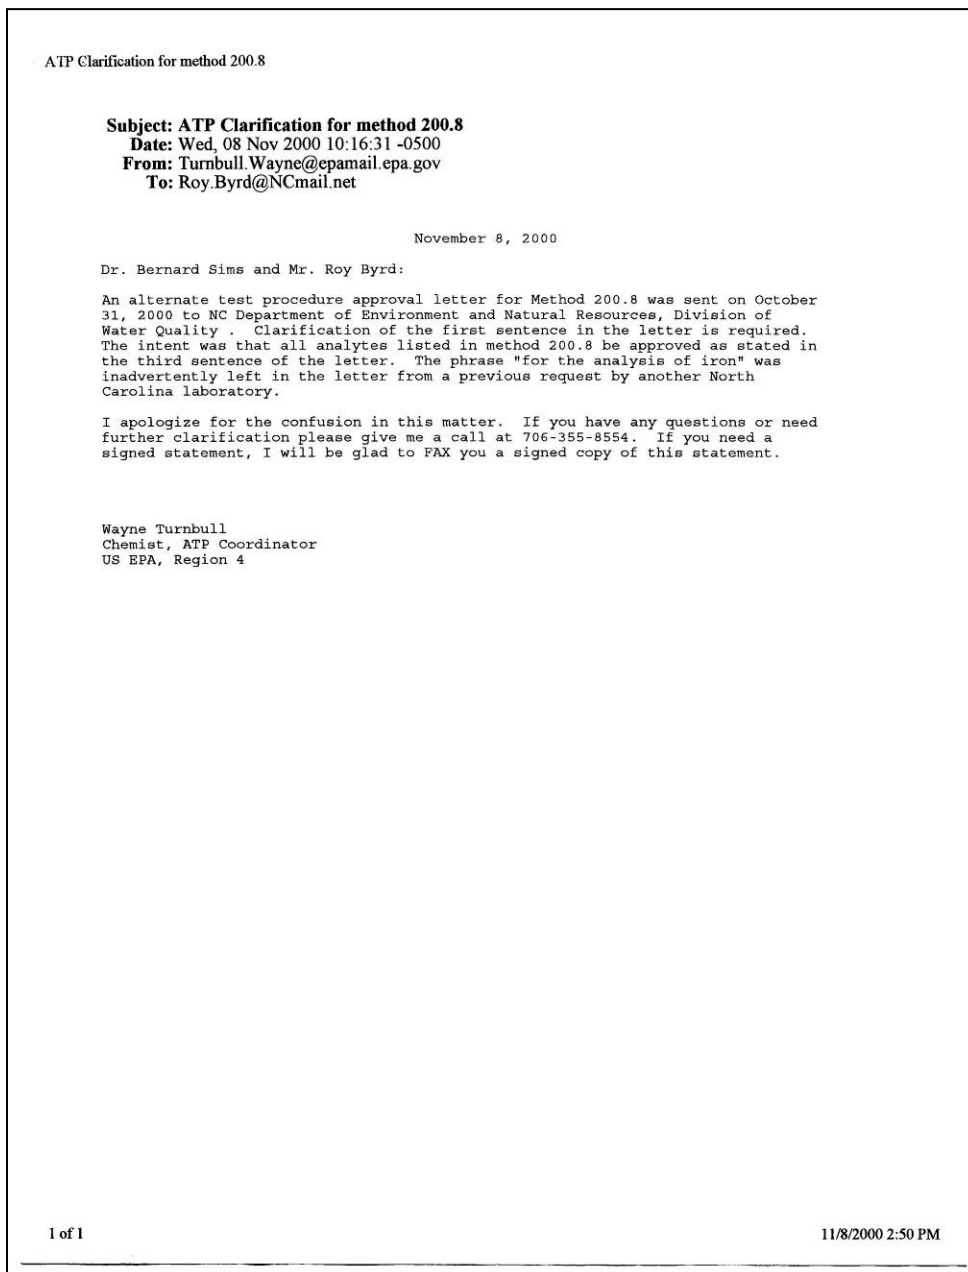 ATP Clarification for method 200.8
Subject: ATP Clarification for method 200.8
Date: Wed, 08 Nov 2000 10:16:31 -0500
From: Turnbull.Wayne@epamail.epa.gov
To: Roy.Byrd@NCmail.net
November 8, 2000
Dr. Bernard Sims and Mr. Roy Byrd:
An alternate test procedure approval letter for Method 200.8 was sent on October
31, 2000 to NC Department of Environment and Natural Resources, Division of
Water Quality .  Clarification of the first sentence in the letter is required.
The intent was that all analytes listed in method 200.8 be approved as stated in
the third sentence of the letter.  The phrase "for the analysis of iron" was
inadvertently left in the letter from a previous request by another North
Carolina laboratory.
I apologize for the confusion in this matter.  If you have any questions or need
further clarification please give me a call at 706-355-8554.  If you need a
signed statement, I will be glad to FAX you a signed copy of this statement.
Wayne Turnbull
Chemist, ATP Coordinator
US EPA, Region 4
1 of 1
11/8/2000 2:50 PM